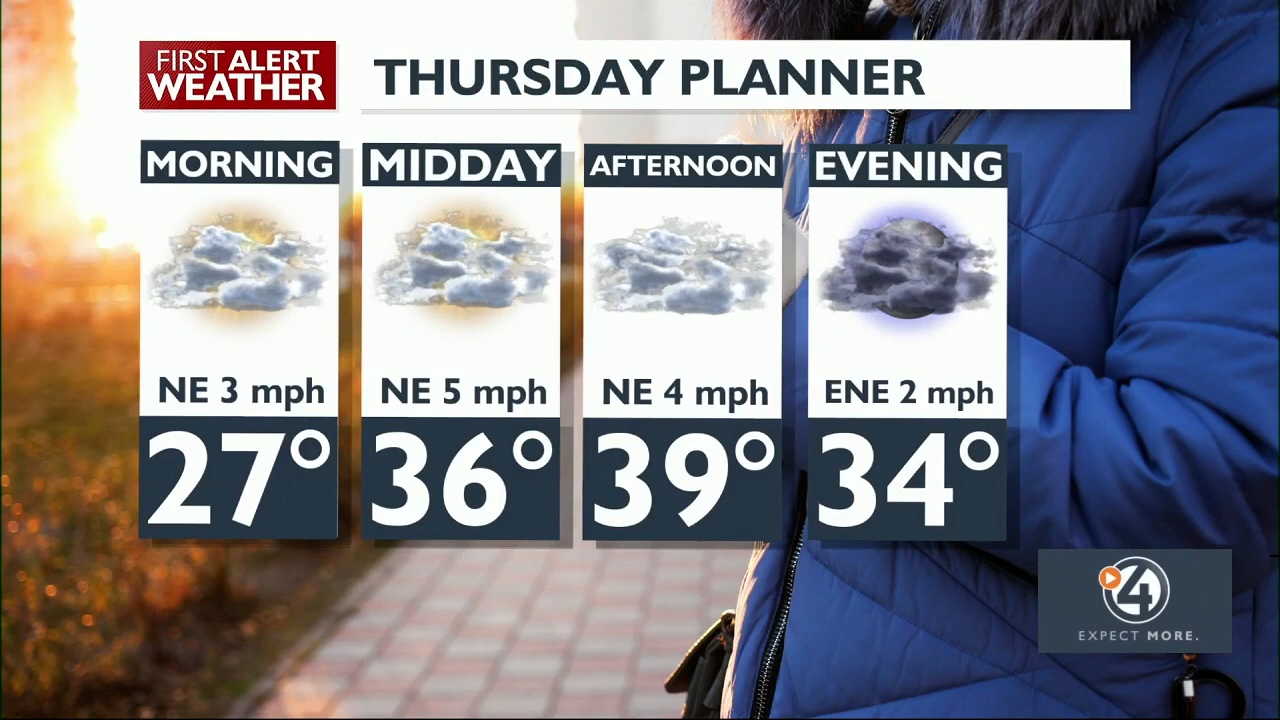 FIRST ALERT
WEATHER
THURSDAY PLANNER
MORNING
NE 3 mph
27°
MIDDAY
NE 5 mph
36°
AFTERNOON
NE 4 mph
39°
EVENING
ENE 2 mph
34°
4
EXPECT MORE.